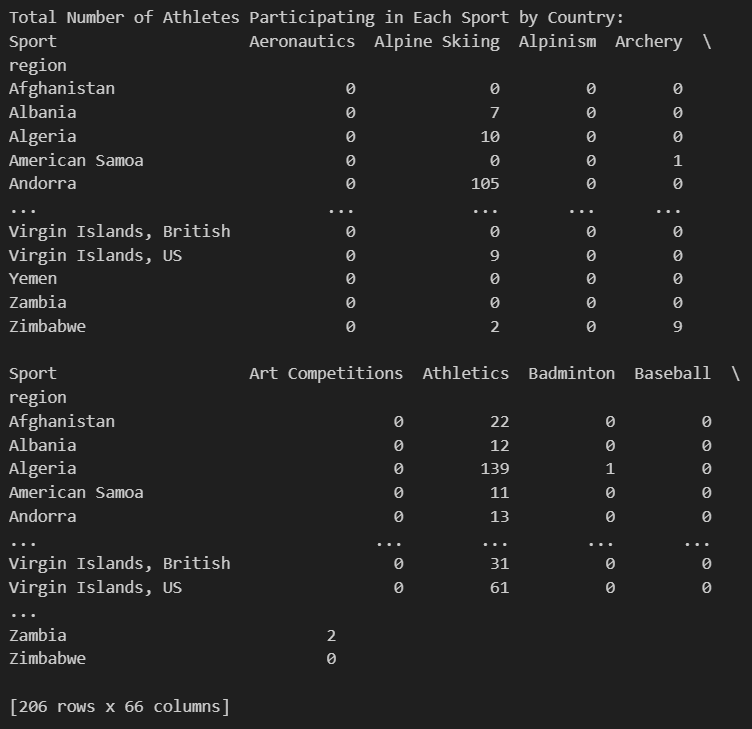 Total Number of Athletes Participating in Each Sport by Country:
Sport                    Aeronautics  Alpine Skiing  Alpinism  Archery  \
region
Afghanistan                        0              0         0        0
Albania                            0              7         0        0
Algeria                            0             10         0        0
American Samoa                     0              0         0        1
Andorra                            0            105         0        0
...                              ...            ...       ...      ...
Virgin Islands, British            0              0         0        0
Virgin Islands, US                 0              9         0        0
Yemen                              0              0         0        0
Zambia                             0              0         0        0
Zimbabwe                           0              2         0        9

Sport                    Art Competitions  Athletics  Badminton  Baseball  \
region
Afghanistan                             0         22          0         0
Albania                                 0         12          0         0
Algeria                                 0        139          1         0
American Samoa                          0         11          0         0
Andorra                                 0         13          0         0
...                                   ...        ...        ...       ...
Virgin Islands, British                 0         31          0         0
Virgin Islands, US                      0         61          0         0
...
Zambia                           2
Zimbabwe                         0

[206 rows x 66 columns]